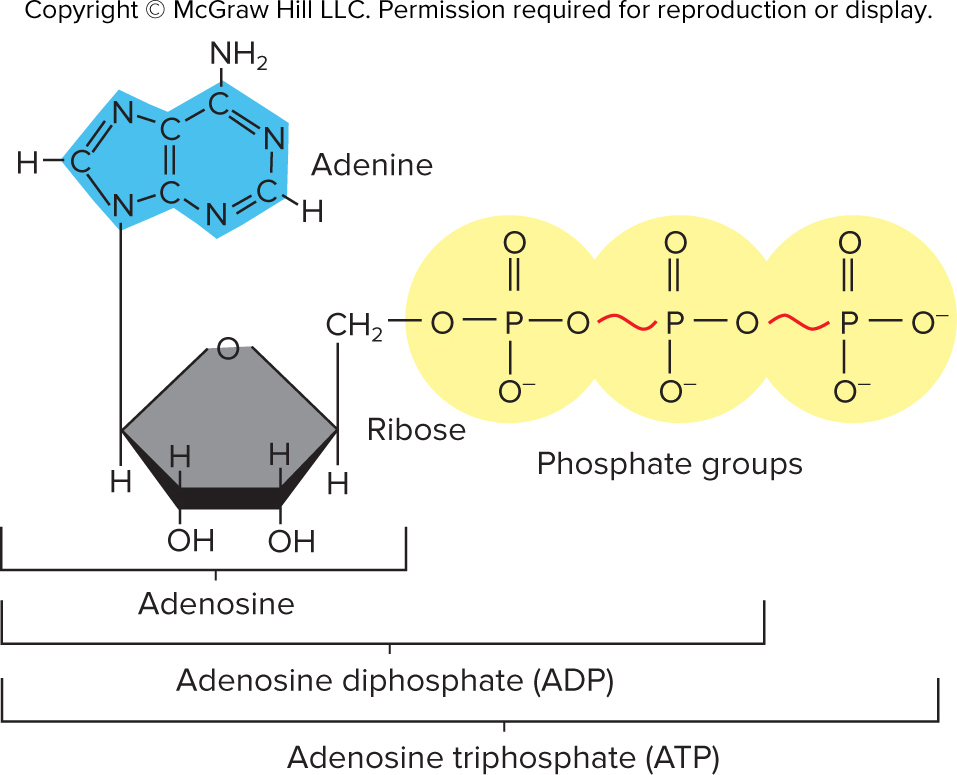 Copyright © McGraw Hill LLC. Permission required for reproduction or display.
NH₂
N
C
C
N
H
C
Adenine
C
C
N
N
H
O
O
O
CH₂
O
P
O
P
O
P
O⁻
O
O⁻
O⁻
O⁻
Ribose
H
H
Phosphate groups
H
H
OH
OH
Adenosine
Adenosine diphosphate (ADP)
Adenosine triphosphate (ATP)